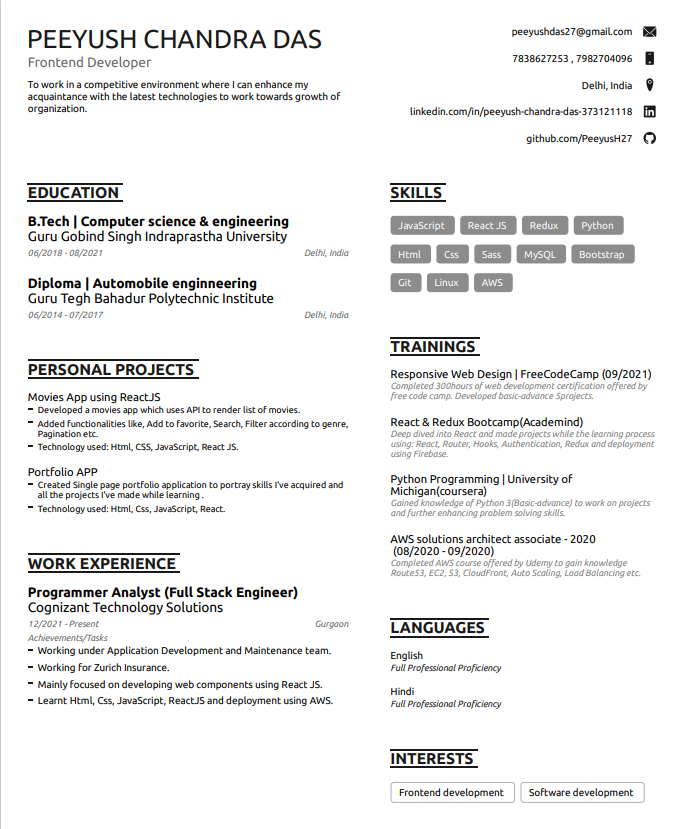 PEEYUSH CHANDRA DAS
Frontend Developer
To work in a competitive environment where I can enhance my
acquaintance with the latest technologies to work towards growth of
organization.
peeyushdas27@gmail.com
7838627253 , 7982704096
Delhi, India
linkedin.com/in/peeyush-chandra-das-373121118
github.com/PeeyusH27
EDUCATION
B.Tech | Computer science & engineering
Guru Gobind Singh Indraprastha University
06/2018 - 08/2021 Delhi, India
Diploma | Automobile enginneering
Guru Tegh Bahadur Polytechnic Institute
06/2014 - 07/2017 Delhi, India
PERSONAL PROJECTS
Movies App using ReactJS
- Developed a movies app which uses API to render list of movies.
- Added functionalities like, Add to favorite, Search, Filter according to genre,
Pagination etc.
- Technology used: Html, CSS, JavaScript, React JS.
Portfolio APP
- Created Single page portfolio application to portray skills I've acquired and
all the projects I've made while learning .
- Technology used: Html, Css, JavaScript, React.
WORK EXPERIENCE
Programmer Analyst (Full Stack Engineer)
Cognizant Technology Solutions
12/2021 - Present Gurgaon
Achievements/Tasks
- Working under Application Development and Maintenance team.
- Working for Zurich Insurance.
- Mainly focused on developing web components using React JS.
- Learnt Html, Css, JavaScript, ReactJS and deployment using AWS.
SKILLS
JavaScript React JS Redux Python
Html Css Sass MySQL Bootstrap
Git Linux AWS
TRAININGS
Responsive Web Design | FreeCodeCamp (09/2021)
Completed 300hours of web development certification offered by
free code camp. Developed basic-advance 5projects.
React & Redux Bootcamp(Academind)
Deep dived into React and made projects while the learning process
using: React, Router, Hooks, Authentication, Redux and deployment
using Firebase.
Python Programming | University of
Michigan(coursera)
Gained knowledge of Python 3(Basic-advance) to work on projects
and further enhancing problem solving skills.
AWS solutions architect associate - 2020
(08/2020 - 09/2020)
Completed AWS course offered by Udemy to gain knowledge
Route53, EC2, S3, CloudFront, Auto Scaling, Load Balancing etc.
LANGUAGES
English
Full Professional Proficiency
Hindi
Full Professional Proficiency
INTERESTS
Frontend development Software development